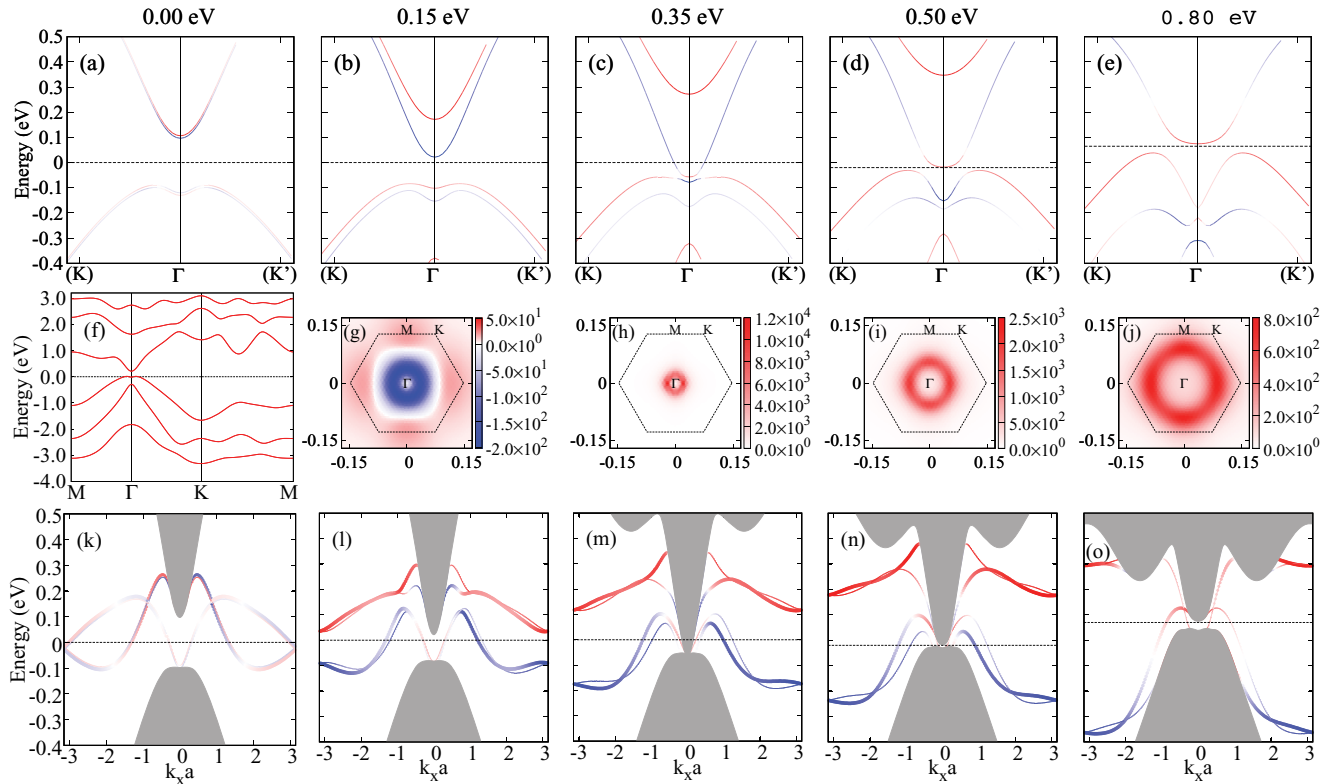 0.00 eV 0.15 eV 0.35 eV 0.50 eV 0.80 eV
(a) (b) (c) (d) (e)
Energy (eV)
0.5
0.4
0.3
0.2
0.1
0
-0.1
-0.2
-0.3
-0.4
(K) Γ (K') (K) Γ (K') (K) Γ (K') (K) Γ (K') (K) Γ (K')
(f)
Energy (eV)
3.0
2.0
1.0
0.0
-1.0
-2.0
-3.0
-4.0
M Γ K M
(g)
0.15
0
-0.15
M K
Γ
-0.15 0 0.15
5.0×10¹
0.0×10⁰
-5.0×10¹
-1.0×10²
-1.5×10²
-2.0×10²
(h)
0.15
0
-0.15
M K
Γ
-0.15 0 0.15
1.2×10⁴
1.0×10⁴
8.0×10³
6.0×10³
4.0×10³
2.0×10³
0.0×10⁰
(i)
0.15
0
-0.15
M K
Γ
-0.15 0 0.15
2.5×10³
2.0×10³
1.5×10³
1.0×10³
5.0×10²
0.0×10⁰
(j)
0.15
0
-0.15
M K
Γ
-0.15 0 0.15
8.0×10²
6.0×10²
4.0×10²
2.0×10²
0.0×10⁰
(k) (l) (m) (n) (o)
Energy (eV)
0.5
0.4
0.3
0.2
0.1
0
-0.1
-0.2
-0.3
-0.4
-3 -2 -1 0 1 2 3 -3 -2 -1 0 1 2 3 -3 -2 -1 0 1 2 3 -3 -2 -1 0 1 2 3 -3 -2 -1 0 1 2 3
kₓa kₓa kₓa kₓa kₓa